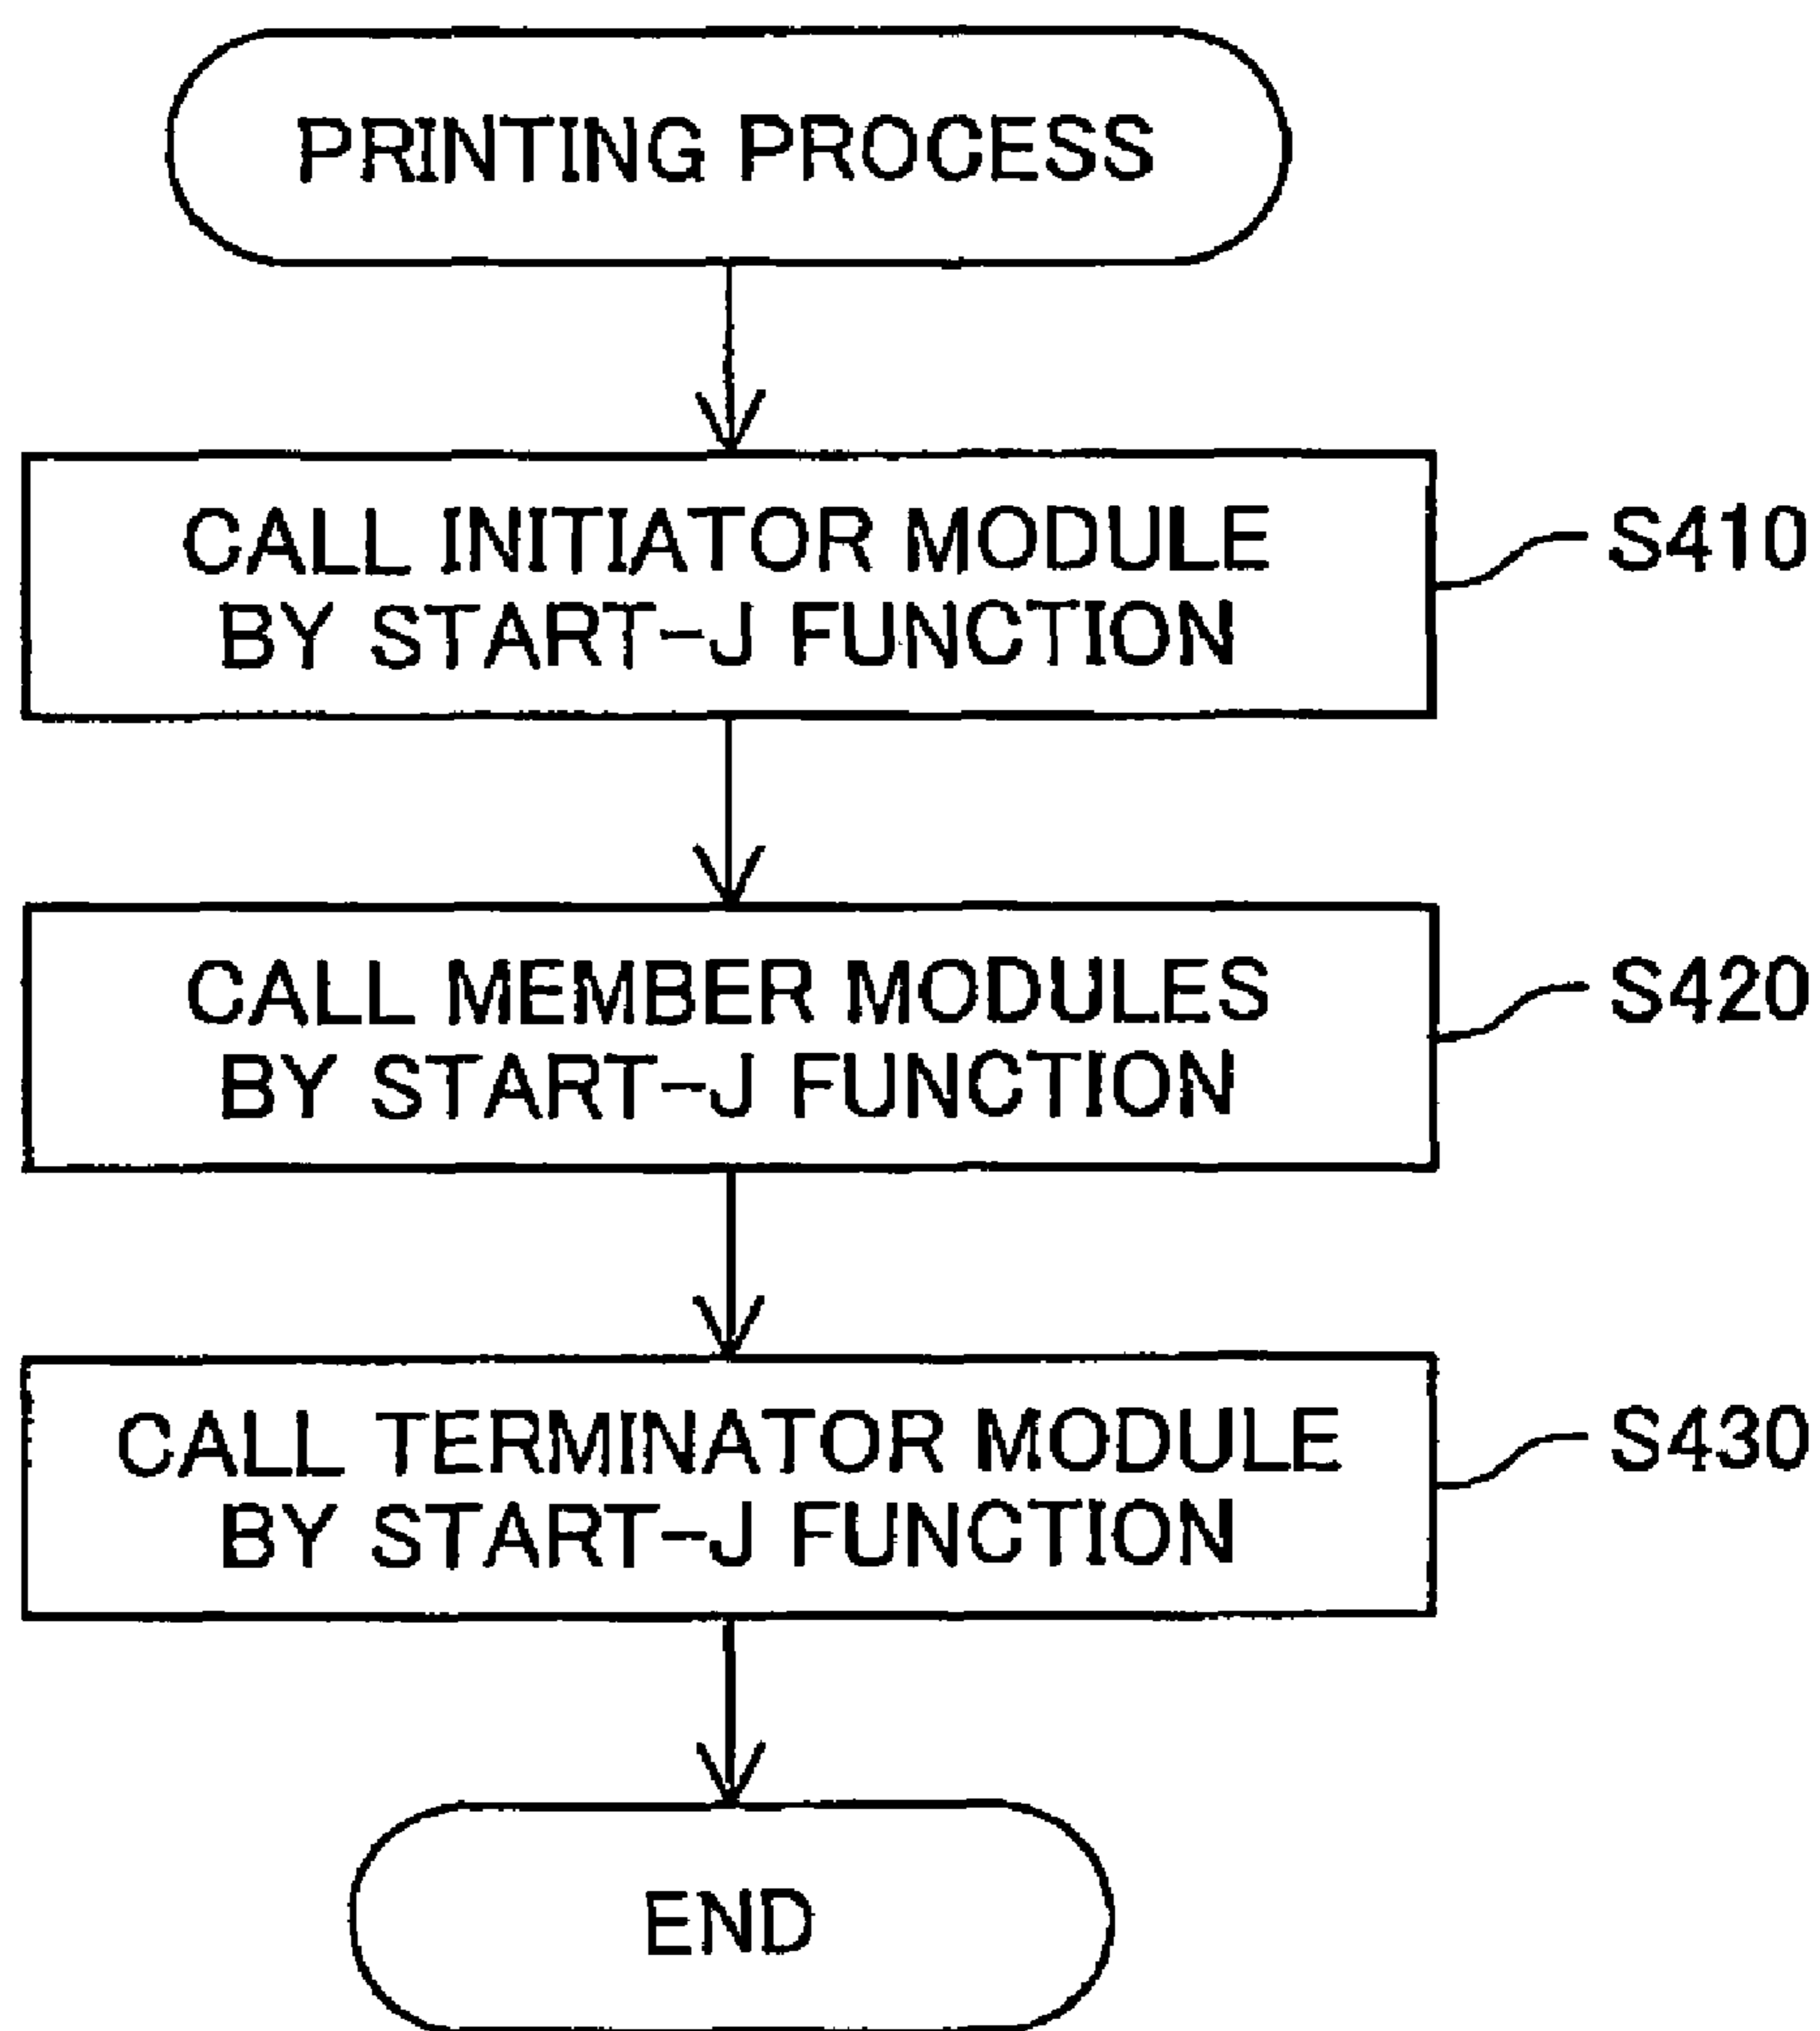 PRINTING PROCESS
CALL INITIATOR MODULE
BY START-J FUNCTION
S410
CALL MEMBER MODULES
BY START-J FUNCTION
S420
CALL TERMINATOR MODULE
BY START-J FUNCTION
S430
END